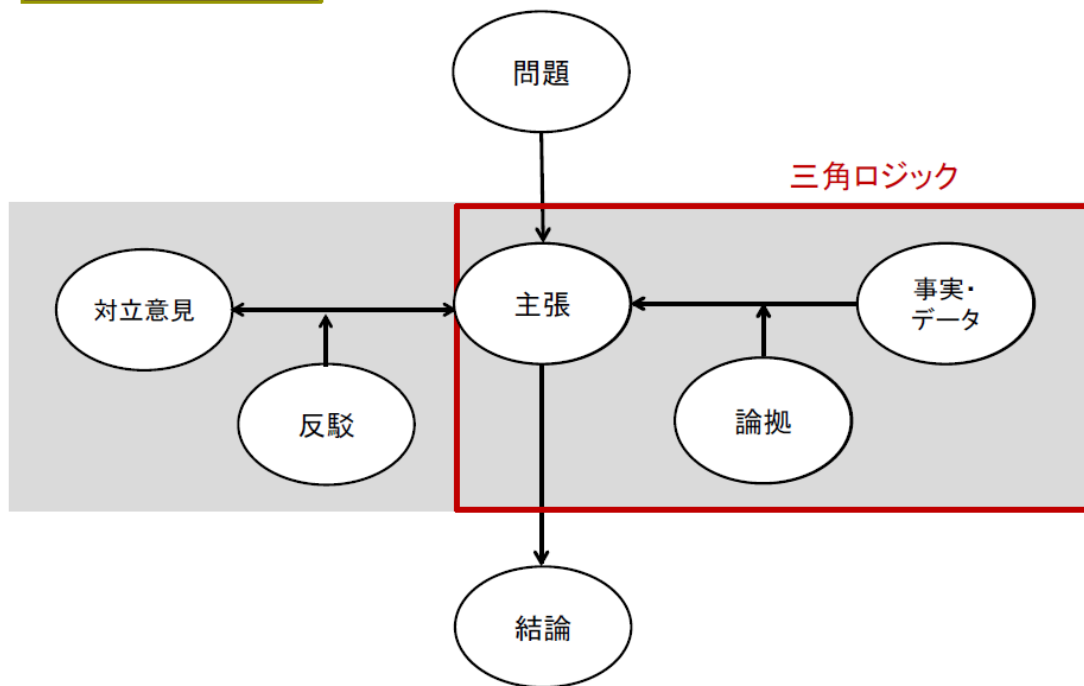 問題
三角ロジック
対立意見
主張
事実・
データ
反駁
論拠
結論